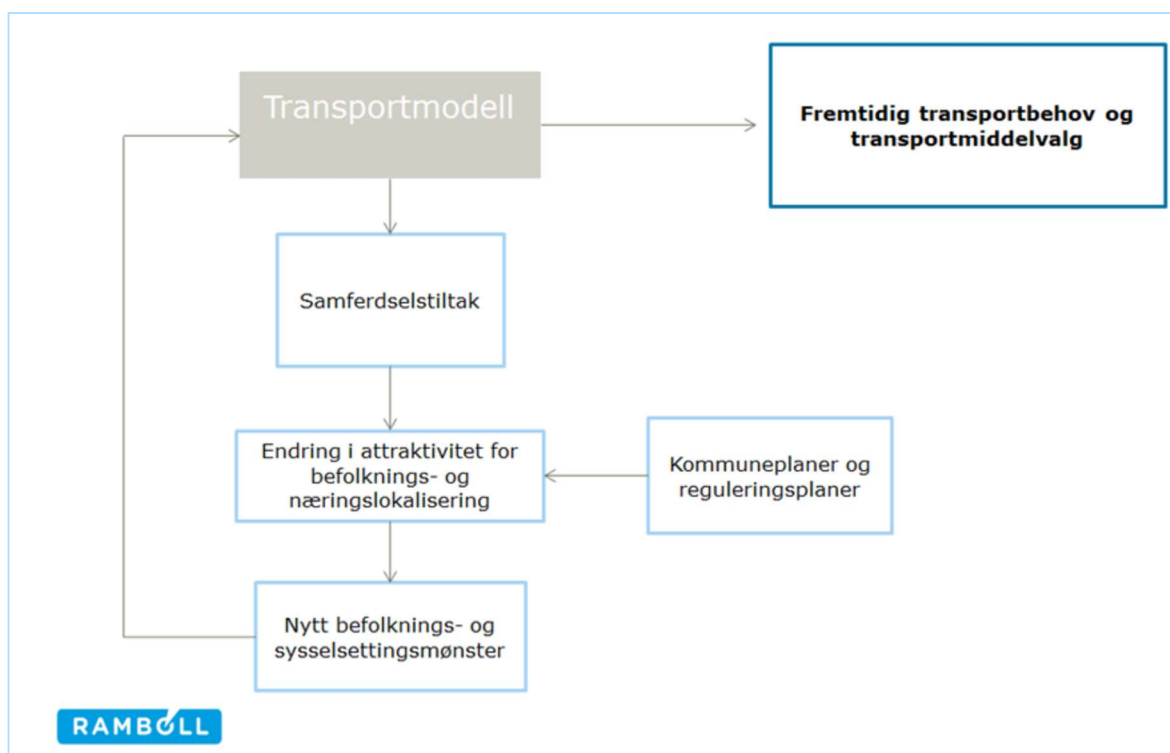 Transportmodell
Fremtidig transportbehov og
transportmiddelvalg
Samferdselstiltak
Endring i attraktivitet for
befolknings- og
næringslokalisering
Kommuneplaner og
reguleringsplaner
Nytt befolknings- og
sysselsettingsmønster
RAMBOLL